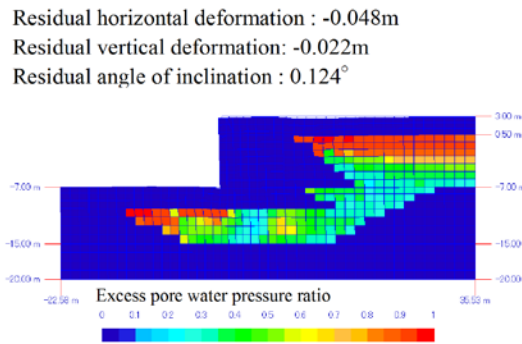 Residual horizontal deformation : -0.048m
Residual vertical deformation: -0.022m
Residual angle of inclination : 0.124°
3.00 m
0.50 m
-7.00 m
-7.00 m
-15.00 m
-15.00 m
-20.00 m
-20.00 m
-22.58 m
Excess pore water pressure ratio
35.53 m
0 0.1 0.2 0.3 0.4 0.5 0.6 0.7 0.8 0.9 1